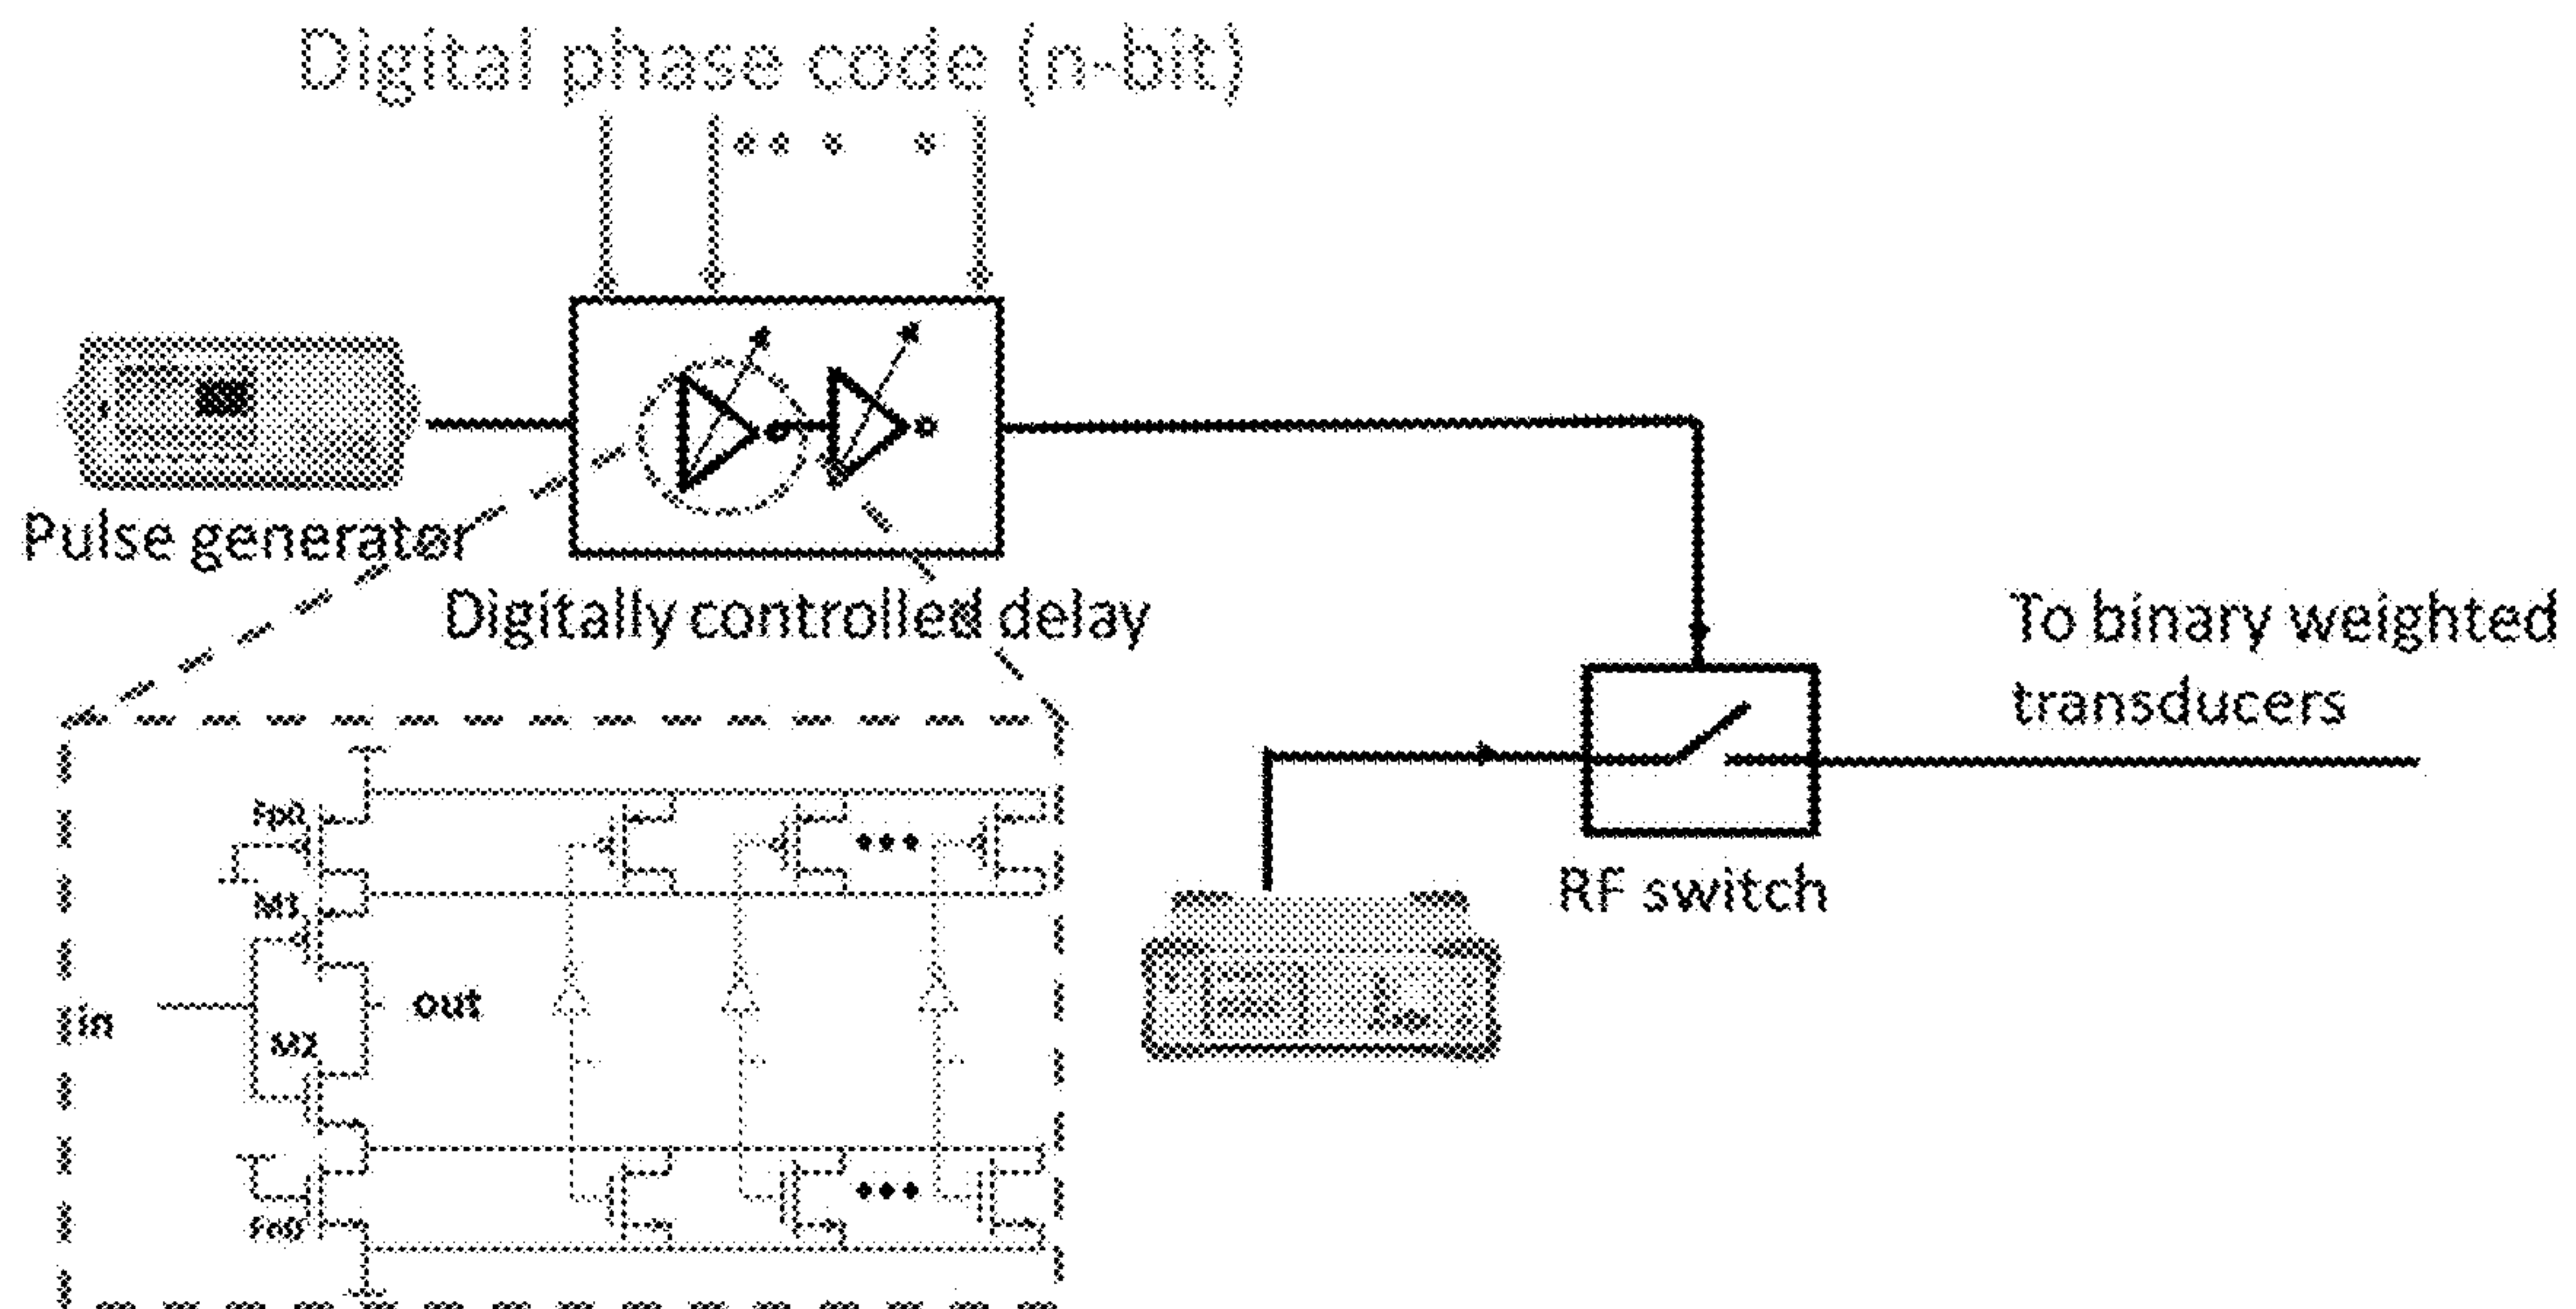 Digital phase code (n-bit)
Pulse generator
Digitally controlled delay
To binary weighted
transducers
RF switch
M1
in
out
M2